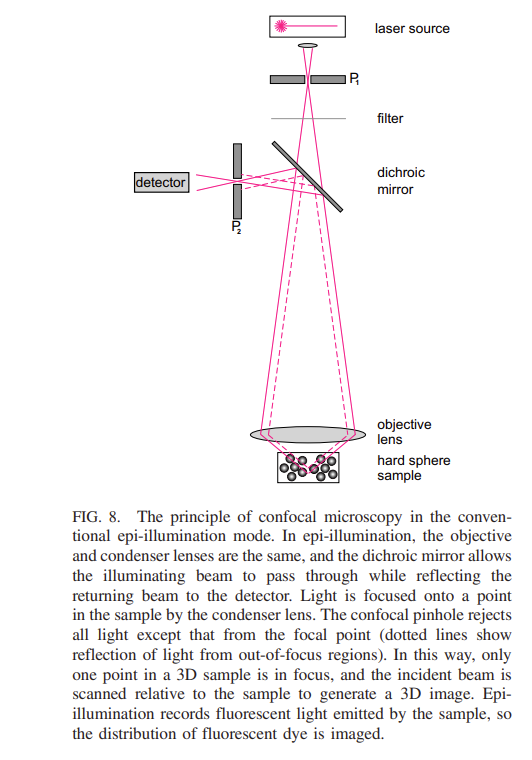 laser source
P₁
filter
dichroic
mirror
detector
P₂
objective
lens
hard sphere
sample
FIG. 8. The principle of confocal microscopy in the conven-
tional epi-illumination mode. In epi-illumination, the objective
and condenser lenses are the same, and the dichroic mirror allows
the illuminating beam to pass through while reflecting the
returning beam to the detector. Light is focused onto a point
in the sample by the condenser lens. The confocal pinhole rejects
all light except that from the focal point (dotted lines show
reflection of light from out-of-focus regions). In this way, only
one point in a 3D sample is in focus, and the incident beam is
scanned relative to the sample to generate a 3D image. Epi-
illumination records fluorescent light emitted by the sample, so
the distribution of fluorescent dye is imaged.